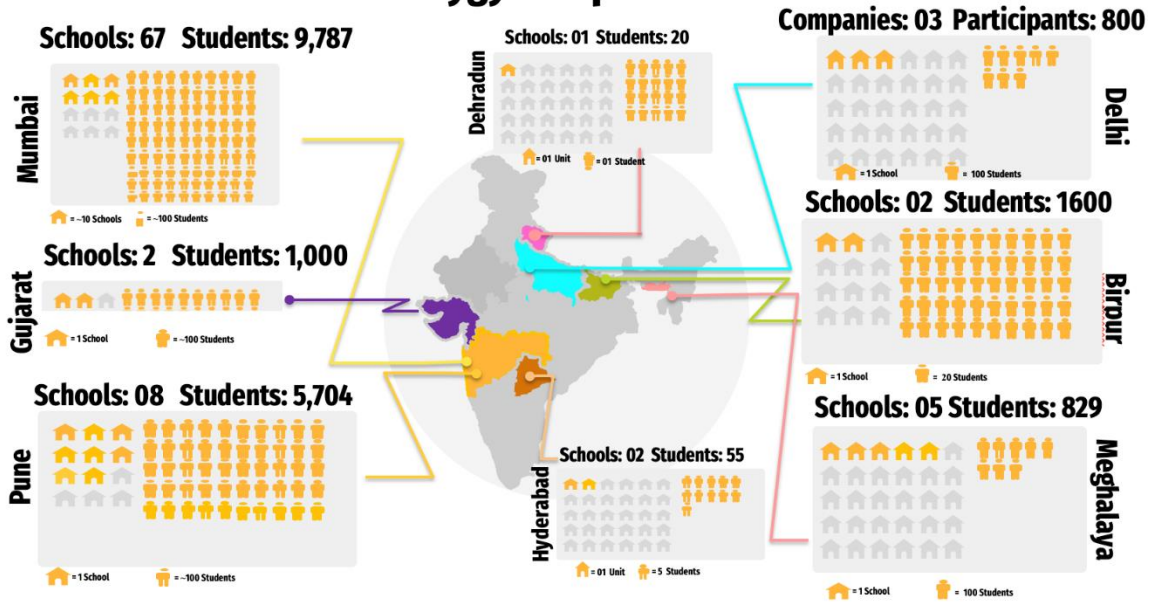 Schools: 67 Students: 9,787
Mumbai
= ~10 Schools = ~100 Students
Schools: 2 Students: 1,000
Gujarat
= 1 School = ~100 Students
Schools: 08 Students: 5,704
Pune
= 1 School = ~100 Students
Schools: 01 Students: 20
Dehradun
= 01 Unit = 01 Student
Schools: 02 Students: 55
Hyderabad
= 01 Unit = 5 Students
Companies: 03 Participants: 800
Delhi
= 1 School = 100 Students
Schools: 02 Students: 1600
Birpur
= 1 School = 20 Students
Schools: 05 Students: 829
Meghalaya
= 1 School = 100 Students